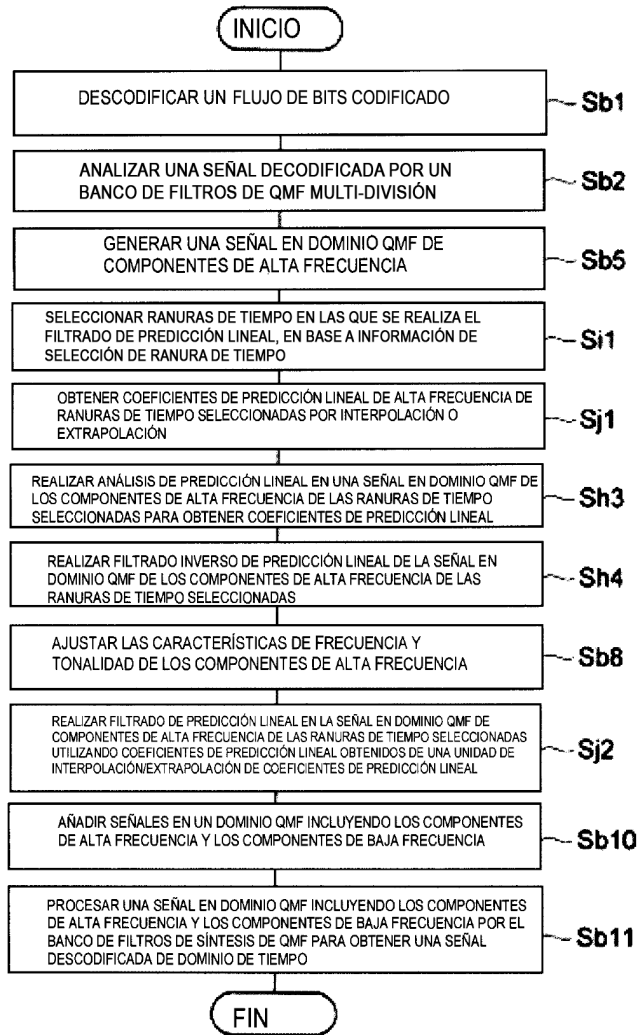 INICIO
DESCODIFICAR UN FLUJO DE BITS CODIFICADO
Sb1
ANALIZAR UNA SEÑAL DECODIFICADA POR UN
BANCO DE FILTROS DE QMF MULTI-DIVISIÓN
Sb2
GENERAR UNA SEÑAL EN DOMINIO QMF DE
COMPONENTES DE ALTA FRECUENCIA
Sb5
SELECCIONAR RANURAS DE TIEMPO EN LAS QUE SE REALIZA EL
FILTRADO DE PREDICCIÓN LINEAL, EN BASE A INFORMACIÓN DE
SELECCIÓN DE RANURA DE TIEMPO
Si1
OBTENER COEFICIENTES DE PREDICCIÓN LINEAL DE ALTA FRECUENCIA DE
RANURAS DE TIEMPO SELECCIONADAS POR INTERPOLACIÓN O
EXTRAPOLACIÓN
Sj1
REALIZAR ANÁLISIS DE PREDICCIÓN LINEAL EN UNA SEÑAL EN DOMINIO QMF DE
LOS COMPONENTES DE ALTA FRECUENCIA DE LAS RANURAS DE TIEMPO
SELECCIONADAS PARA OBTENER COEFICIENTES DE PREDICCIÓN LINEAL
Sh3
REALIZAR FILTRADO INVERSO DE PREDICCIÓN LINEAL DE LA SEÑAL EN
DOMINIO QMF DE LOS COMPONENTES DE ALTA FRECUENCIA DE LAS
RANURAS DE TIEMPO SELECCIONADAS
Sh4
AJUSTAR LAS CARACTERÍSTICAS DE FRECUENCIA Y
TONALIDAD DE LOS COMPONENTES DE ALTA FRECUENCIA
Sb8
REALIZAR FILTRADO DE PREDICCIÓN LINEAL EN LA SEÑAL EN DOMINIO QMF DE
COMPONENTES DE ALTA FRECUENCIA DE LAS RANURAS DE TIEMPO SELECCIONADAS
UTILIZANDO COEFICIENTES DE PREDICCIÓN LINEAL OBTENIDOS DE UNA UNIDAD DE
INTERPOLACIÓN/EXTRAPOLACIÓN DE COEFICIENTES DE PREDICCIÓN LINEAL
Sj2
AÑADIR SEÑALES EN UN DOMINIO QMF INCLUYENDO LOS COMPONENTES
DE ALTA FRECUENCIA Y LOS COMPONENTES DE BAJA FRECUENCIA
Sb10
PROCESAR UNA SEÑAL EN DOMINIO QMF INCLUYENDO LOS COMPONENTES
DE ALTA FRECUENCIA Y LOS COMPONENTES DE BAJA FRECUENCIA POR EL
BANCO DE FILTROS DE SÍNTESIS DE QMF PARA OBTENER UNA SEÑAL
DESCODIFICADA DE DOMINIO DE TIEMPO
Sb11
FIN